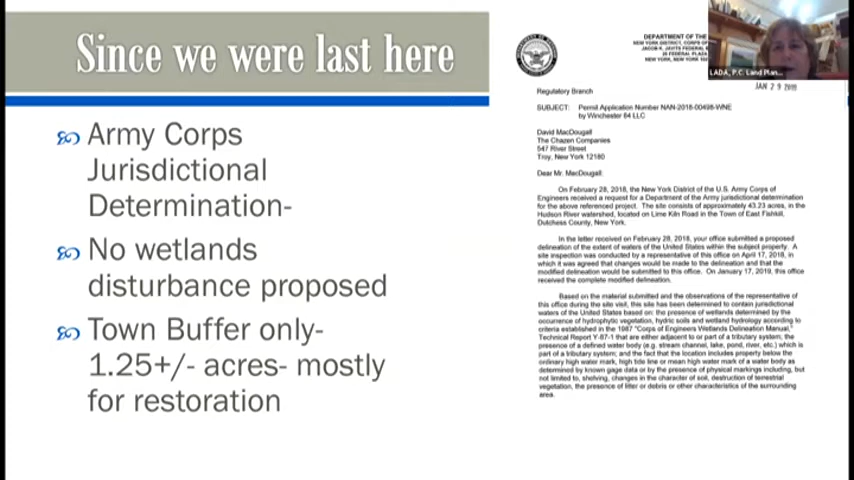 Since we were last here
Army Corps
Jurisdictional
Determination-
No wetlands
disturbance proposed
Town Buffer only-
1.25+/- acres- mostly
for restoration
DEPARTMENT OF THE
NEW YORK DISTRICT, CORPS OF
JACOB K. JAVITS FEDERAL
26 FEDERAL PLAZA
NEW YORK, NEW YORK
LADA, P.C. Land Plan...
JAN 29 2019
Regulatory Branch
SUBJECT: Permit Application Number NAN-2018-00498-WNE
by Winchester 84 LLC
David MacDougall
The Chazen Companies
547 River Street
Troy, New York 12180
Dear Mr. MacDougall:
On February 28, 2018, the New York District of the U.S. Army Corps of
Engineers received a request for a Department of the Army jurisdictional determination
for the above referenced project. The site consists of approximately 43.23 acres, in the
Hudson River watershed, located on Lime Kiln Road in the Town of East Fishkill,
Dutchess County, New York.
In the letter received on February 28, 2018, your office submitted a proposed
delineation of the extent of waters of the United States within the subject property. A
site inspection was conducted by a representative of this office on April 17, 2018, in
which it was agreed that changes would be made to the delineation and that the
modified delineation would be submitted to this office. On January 17, 2019, this office
received the complete modified delineation.
Based on the material submitted and the observations of the representative of
this office during the site visit, this site has been determined to contain jurisdictional
waters of the United States based on: the presence of wetlands determined by the
occurrence of hydrophytic vegetation, hydric soils and wetland hydrology according to
criteria established in the 1987 "Corps of Engineers Wetlands Delineation Manual,"
Technical Report Y-87-1 that are either adjacent to or part of a tributary system; the
presence of a defined water body (e.g. stream channel, lake, pond, river, etc.) which is
part of a tributary system; and the fact that the location includes property below the
ordinary high water mark, high tide line or mean high water mark of a water body as
determined by known gage data or by the presence of physical markings including, but
not limited to, shelving, changes in the character of soil, destruction of terrestrial
vegetation, the presence of litter or debris or other characteristics of the surrounding
area.